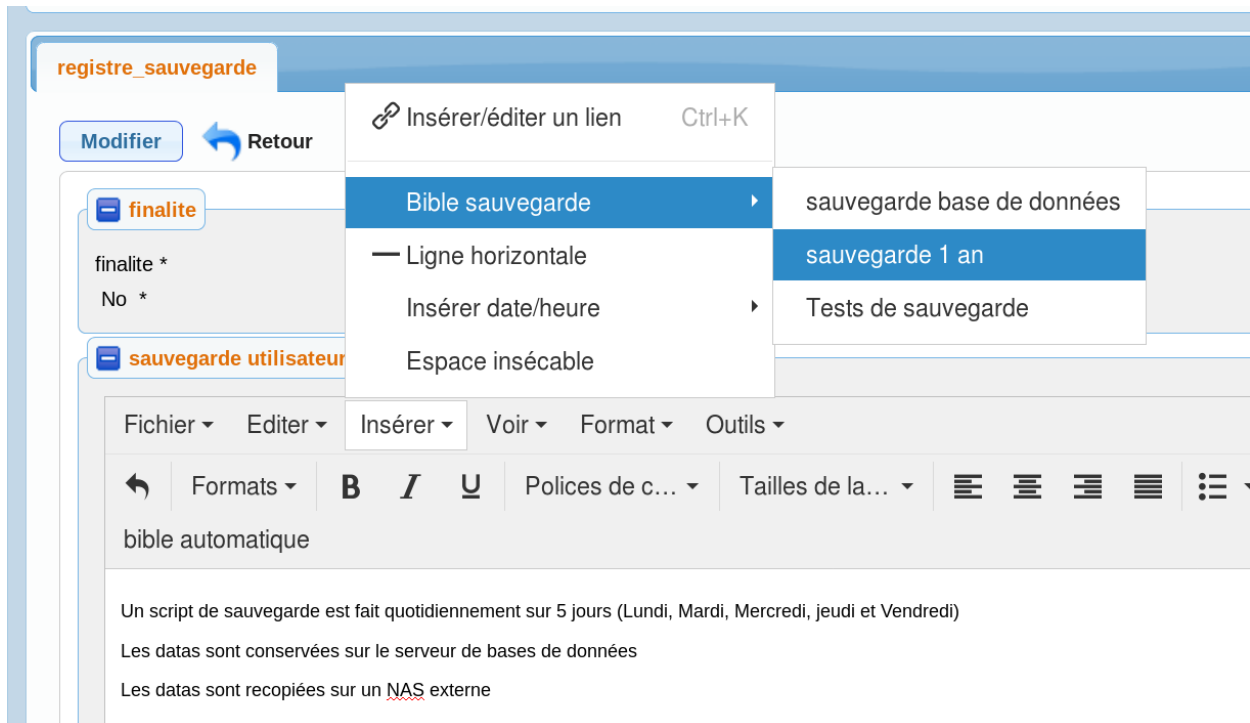 registre_sauvegarde
Insérer/éditer un lien Ctrl+K
Modifier Retour
Bible sauvegarde sauvegarde base de données
finalite
Ligne horizontale sauvegarde 1 an
finalite *
No *
Insérer date/heure Tests de sauvegarde
sauvegarde utilisateur
Espace insécable
Fichier Editer Insérer Voir Format Outils
Formats B I U Polices de c... Tailles de la...
bible automatique
Un script de sauvegarde est fait quotidiennement sur 5 jours (Lundi, Mardi, Mercredi, jeudi et Vendredi)
Les datas sont conservées sur le serveur de bases de données
Les datas sont recopiées sur un NAS externe